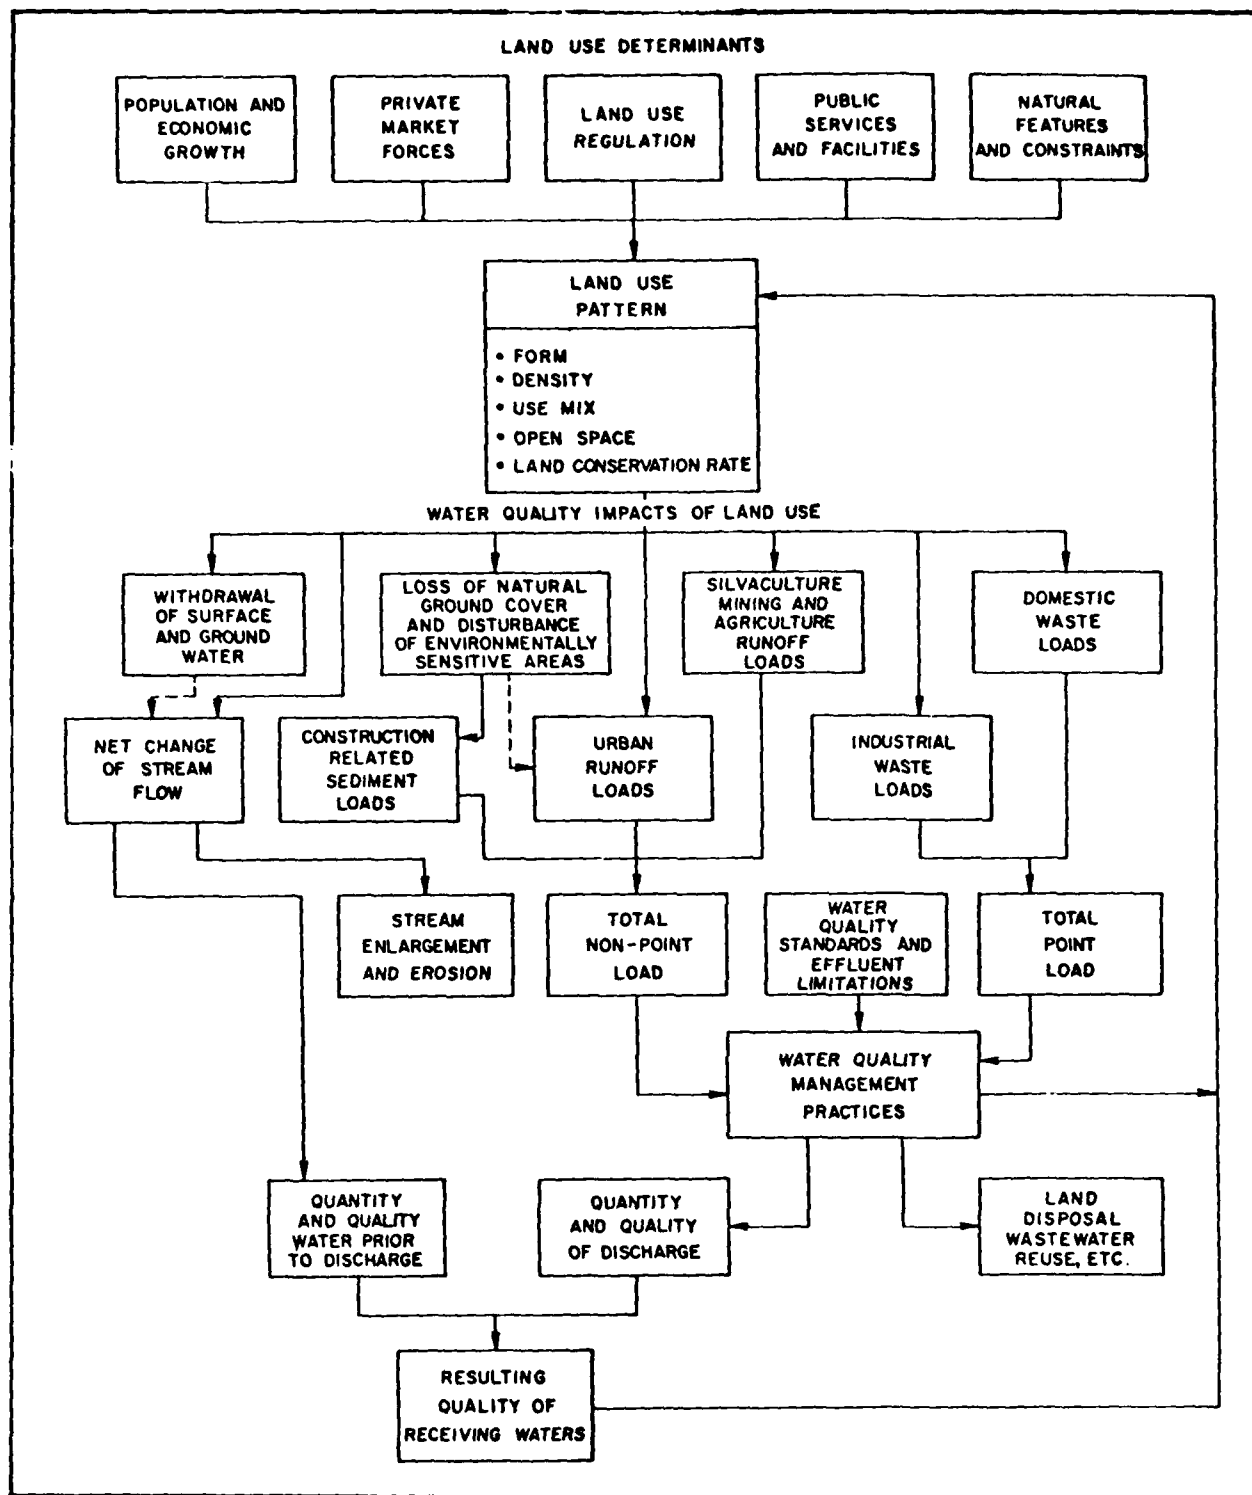 LAND USE DETERMINANTS
POPULATION AND
ECONOMIC
GROWTH
PRIVATE
MARKET
FORCES
LAND USE
REGULATION
PUBLIC
SERVICES
AND FACILITIES
NATURAL
FEATURES
AND CONSTRAINTS
LAND USE
PATTERN
• FORM
• DENSITY
• USE MIX
• OPEN SPACE
• LAND CONSERVATION RATE
WATER QUALITY IMPACTS OF LAND USE
WITHDRAWAL
OF SURFACE
AND GROUND
WATER
LOSS OF NATURAL
GROUND COVER
AND DISTURBANCE
OF ENVIRONMENTALLY
SENSITIVE AREAS
SILVACULTURE
MINING AND
AGRICULTURE
RUNOFF
LOADS
DOMESTIC
WASTE
LOADS
NET CHANGE
OF STREAM
FLOW
CONSTRUCTION
RELATED
SEDIMENT
LOADS
URBAN
RUNOFF
LOADS
INDUSTRIAL
WASTE
LOADS
STREAM
ENLARGEMENT
AND EROSION
TOTAL
NON-POINT
LOAD
WATER
QUALITY
STANDARDS AND
EFFLUENT
LIMITATIONS
TOTAL
POINT
LOAD
WATER QUALITY
MANAGEMENT
PRACTICES
QUANTITY
AND QUALITY
WATER PRIOR
TO DISCHARGE
QUANTITY
AND QUALITY
OF DISCHARGE
LAND
DISPOSAL
WASTEWATER
REUSE, ETC.
RESULTING
QUALITY OF
RECEIVING WATERS